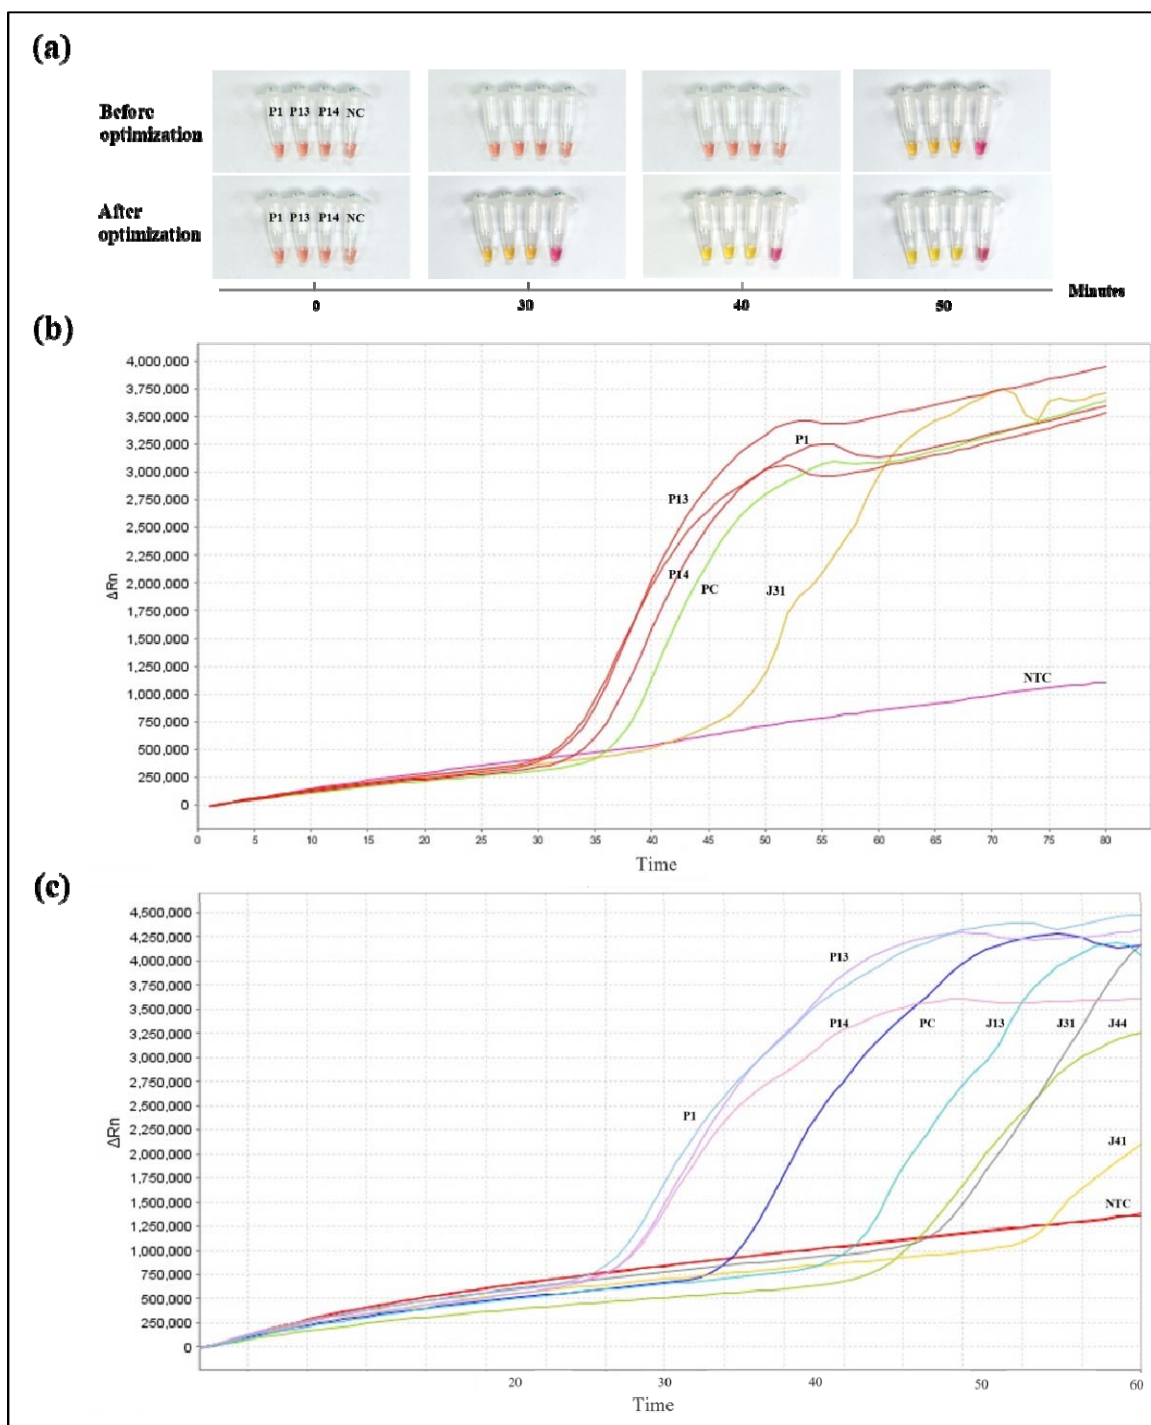 (a)
Before
optimization
P1 P13 P14 NC
After
optimization
P1 P13 P14 NC
0 30 40 50 Minutes
(b)
4,000,000
3,750,000
3,500,000
3,250,000
3,000,000
2,750,000
2,500,000
2,250,000
2,000,000
1,750,000
1,500,000
1,250,000
1,000,000
750,000
500,000
250,000
0
ΔRn
P1
P13
P14
PC
J31
NTC
0 5 10 15 20 25 30 35 40 45 50 55 60 65 70 75 80
Time
(c)
4,500,000
4,250,000
4,000,000
3,750,000
3,500,000
3,250,000
3,000,000
2,750,000
2,500,000
2,250,000
2,000,000
1,750,000
1,500,000
1,250,000
1,000,000
750,000
500,000
250,000
0
ΔRn
P13
P14 PC J13 J31 J44
P1
J41
NTC
20 30 40 50 60
Time